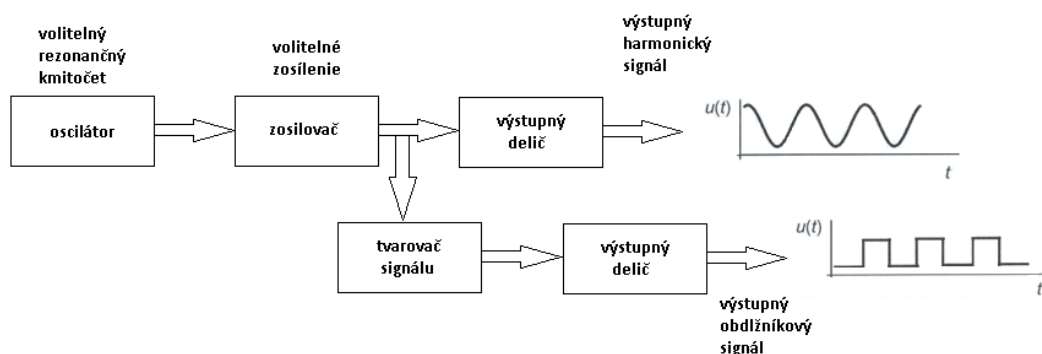 volitelný
rezonančný
kmitočet
volitelné
zosílenie
výstupný
harmonický
signál
oscilátor
zosilovač
výstupný
delič
u(t)
t
tvarovač
signálu
výstupný
delič
u(t)
t
výstupný
obdlžníkový
signál